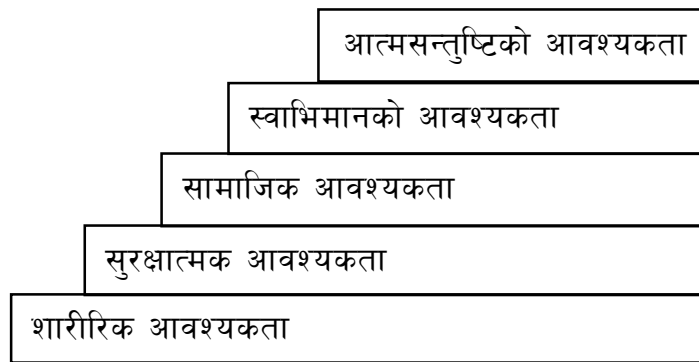 आत्मसन्तुष्टिको आवश्यकता
स्वाभिमानको आवश्यकता
सामाजिक आवश्यकता
सुरक्षात्मक आवश्यकता
शारीरिक आवश्यकता